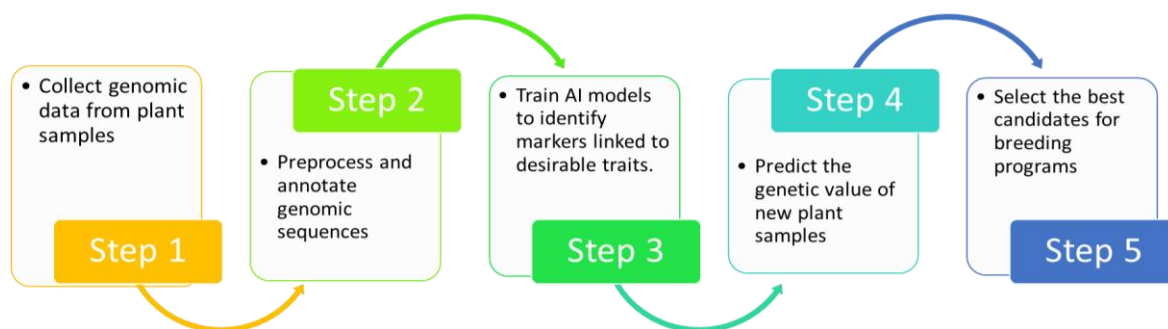 • Collect genomic
data from plant
samples
Step 1
Step 2
• Preprocess and
annotate
genomic
sequences
• Train AI models
to identify
markers linked to
desirable traits.
Step 3
Step 4
• Predict the
genetic value of
new plant
samples
• Select the best
candidates for
breeding
programs
Step 5